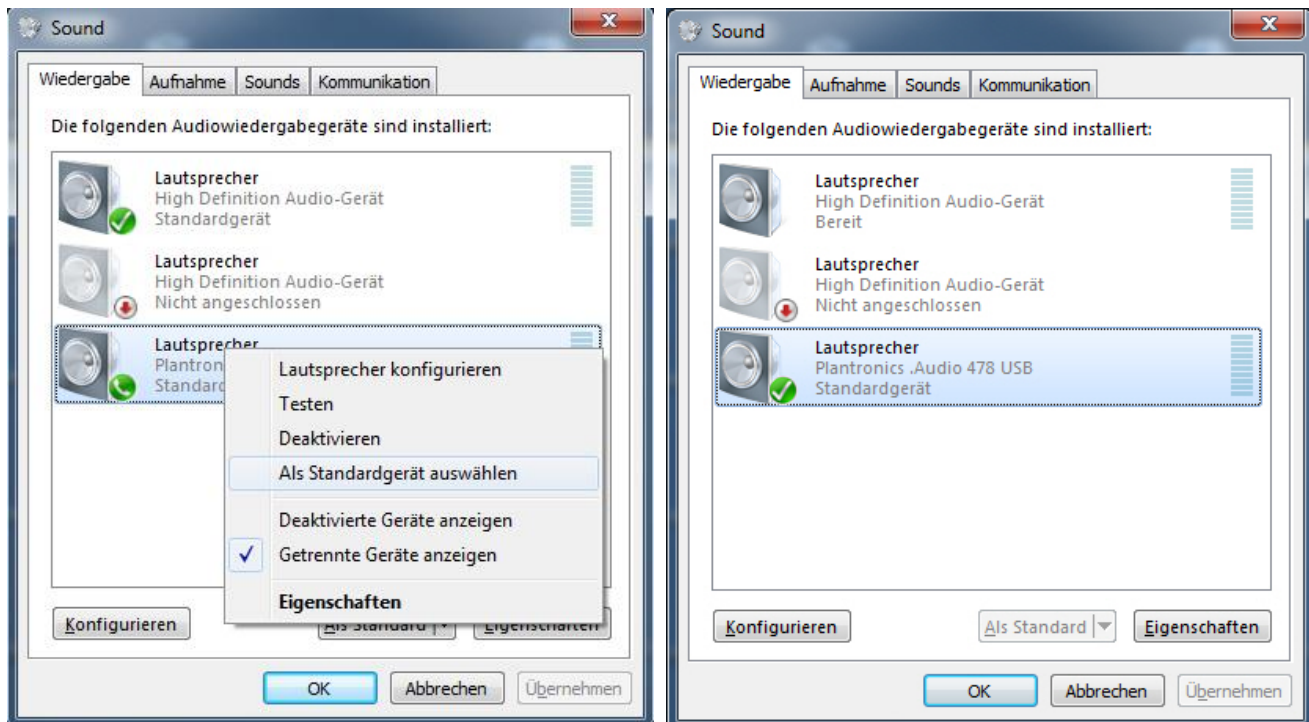 Sound
Wiedergabe Aufnahme Sounds Kommunikation
Die folgenden Audiowiedergabegeräte sind installiert:
Lautsprecher
High Definition Audio-Gerät
Standardgerät
Lautsprecher
High Definition Audio-Gerät
Nicht angeschlossen
Lautsprecher
Lautsprecher konfigurieren
Testen
Deaktivieren
Als Standardgerät auswählen
Deaktivierte Geräte anzeigen
Getrennte Geräte anzeigen
Eigenschaften
Konfigurieren Als Standard Eigenschaften
OK Abbrechen Übernehmen
Sound
Wiedergabe Aufnahme Sounds Kommunikation
Die folgenden Audiowiedergabegeräte sind installiert:
Lautsprecher
High Definition Audio-Gerät
Bereit
Lautsprecher
High Definition Audio-Gerät
Nicht angeschlossen
Lautsprecher
Plantronics .Audio 478 USB
Standardgerät
Konfigurieren Als Standard Eigenschaften
OK Abbrechen Übernehmen